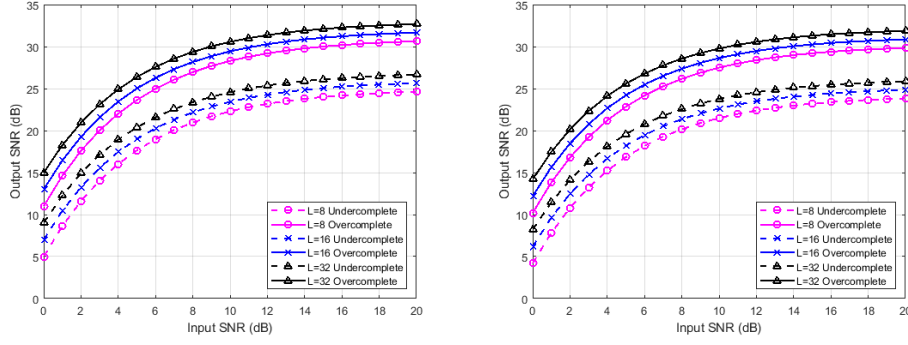 35
30
25
20
15
10
5
0
Output SNR (dB)
L=8 Undercomplete
L=8 Overcomplete
L=16 Undercomplete
L=16 Overcomplete
L=32 Undercomplete
L=32 Overcomplete
0 2 4 6 8 10 12 14 16 18 20
Input SNR (dB)
35
30
25
20
15
10
5
0
Output SNR (dB)
L=8 Undercomplete
L=8 Overcomplete
L=16 Undercomplete
L=16 Overcomplete
L=32 Undercomplete
L=32 Overcomplete
0 2 4 6 8 10 12 14 16 18 20
Input SNR (dB)